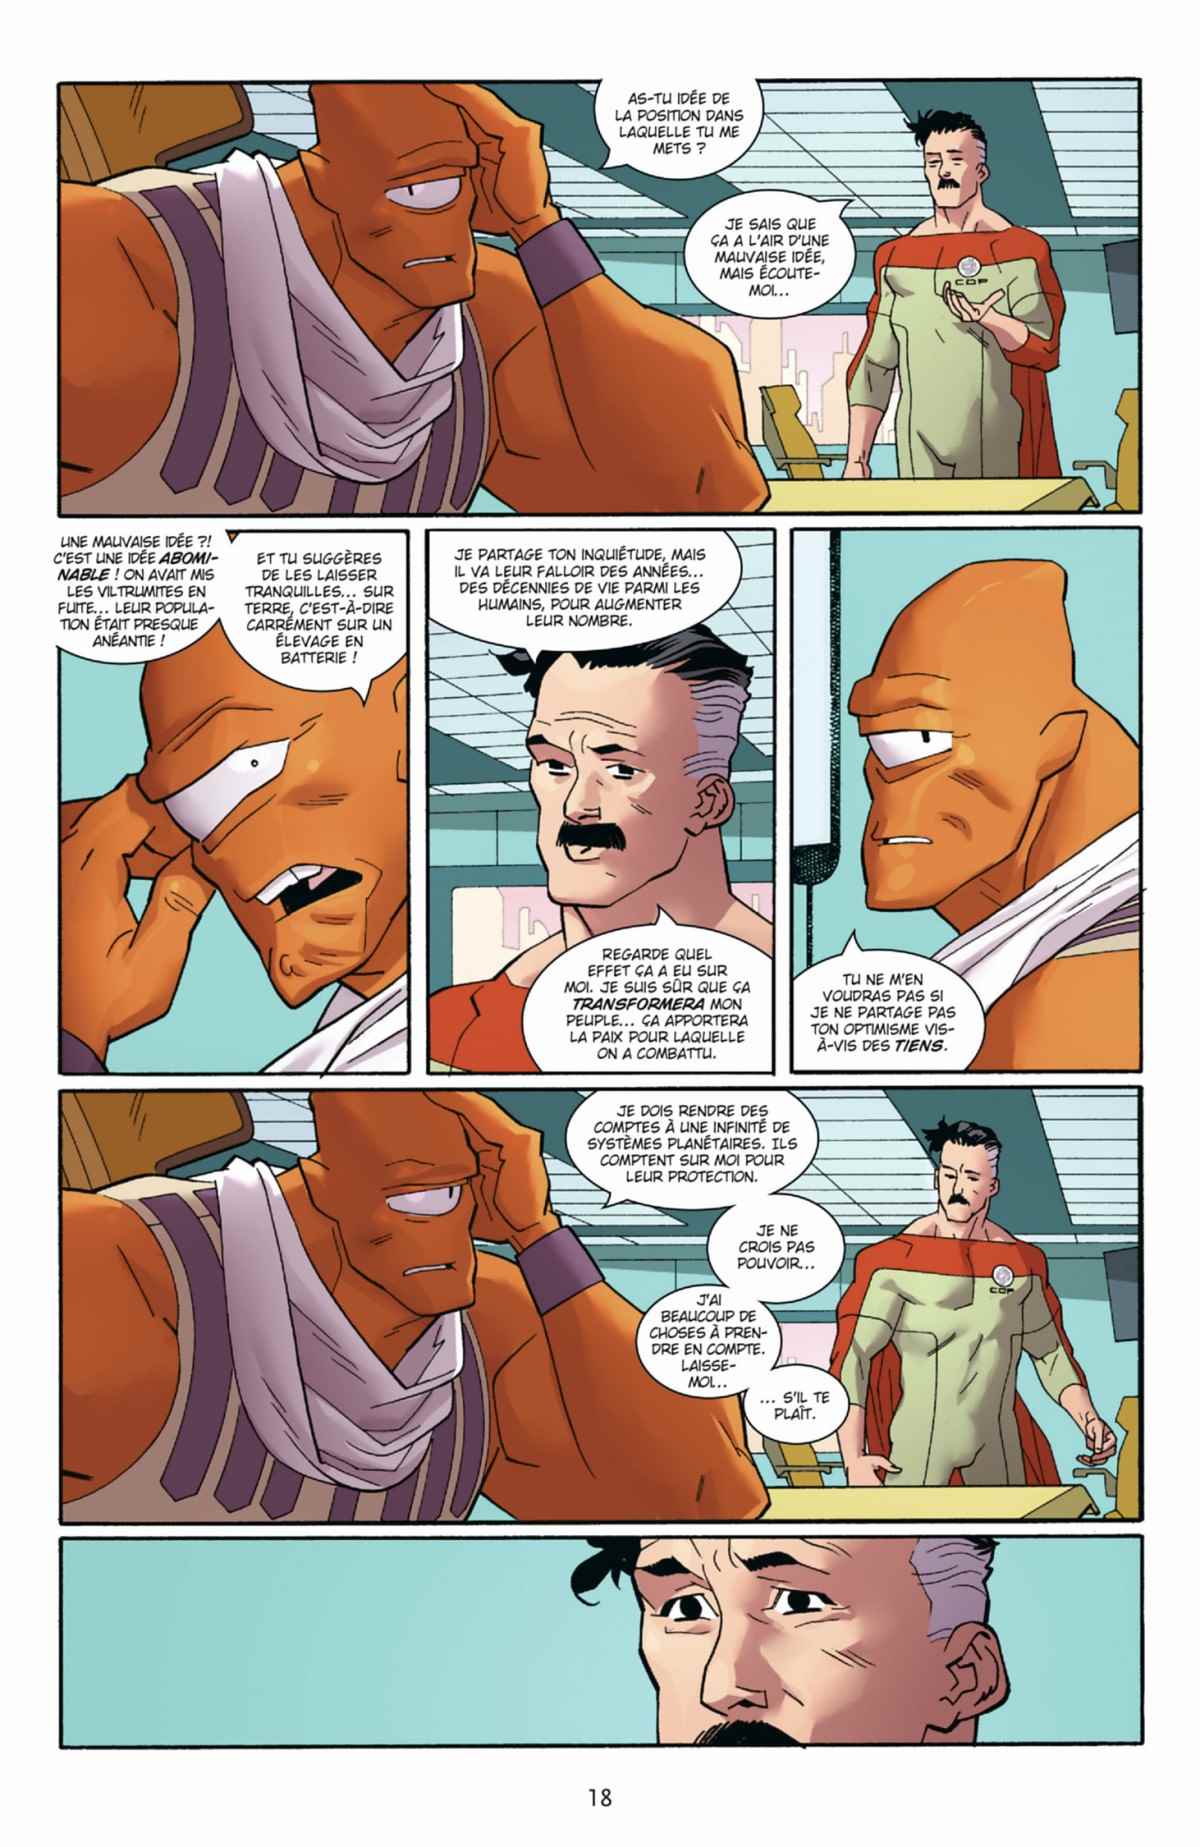 AS-TU IDÉE DE
LA POSITION DANS
LAQUELLE TU ME
METS ?
JE SAIS QUE
ÇA A L'AIR D'UNE
MAUVAISE IDÉE,
MAIS ÉCOUTE-
MOI...
CDP
UNE MAUVAISE IDÉE ?!
C'EST UNE IDÉE ABOMI-
NABLE ! ON AVAIT MIS
LES VILTRUMITES EN
FUITE... LEUR POPULA-
TION ÉTAIT PRESQUE
ANÉANTIE !
ET TU SUGGÈRES
DE LES LAISSER
TRANQUILLES... SUR
TERRE, C'EST-À-DIRE
CARRÉMENT SUR UN
ÉLEVAGE EN
BATTERIE !
JE PARTAGE TON INQUIÉTUDE, MAIS
IL VA LEUR FALLOIR DES ANNÉES...
DES DÉCENNIES DE VIE PARMI LES
HUMAINS, POUR AUGMENTER
LEUR NOMBRE.
REGARDE QUEL
EFFET ÇA A EU SUR
MOI. JE SUIS SÛR QUE ÇA
TRANSFORMERA MON
PEUPLE... ÇA APPORTERA
LA PAIX POUR LAQUELLE
ON A COMBATTU.
TU NE M'EN
VOUDRAS PAS SI
JE NE PARTAGE PAS
TON OPTIMISME VIS-
À-VIS DES TIENS.
JE DOIS RENDRE DES
COMPTES À UNE INFINITÉ DE
SYSTÈMES PLANÉTAIRES. ILS
COMPTENT SUR MOI POUR
LEUR PROTECTION.
JE NE
CROIS PAS
POUVOIR...
J'AI
BEAUCOUP DE
CHOSES À PREN-
DRE EN COMPTE.
LAISSE-
MOI...
... S'IL TE
PLAÎT.
CDP
18